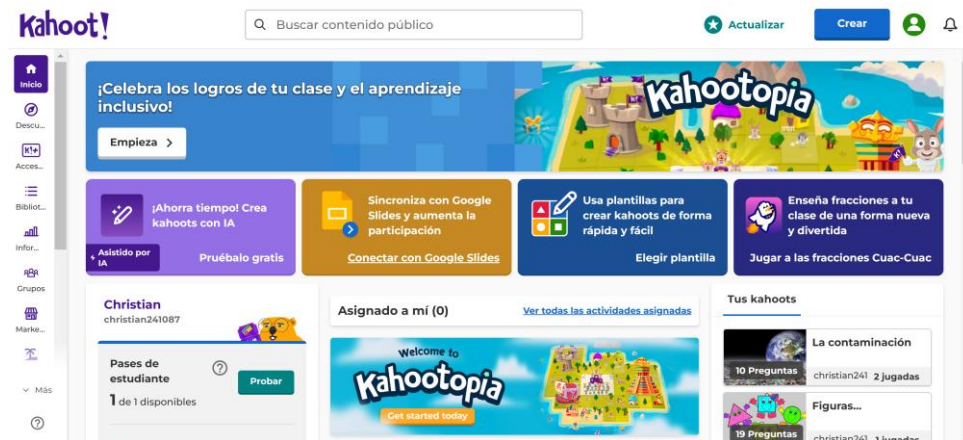 Kahoot!
Buscar contenido público
Actualizar
Crear
Inicio
Descu...
K!+
Acces...
Bibliot...
Infor...
Grupos
Marke...
Más
¡Celebra los logros de tu clase y el aprendizaje
inclusivo!
Empieza >
Kahootopia
¡Ahorra tiempo! Crea
kahoots con IA
Asistido por
IA
Pruébalo gratis
Sincroniza con Google
Slides y aumenta la
participación
Conectar con Google Slides
Usa plantillas para
crear kahoots de forma
rápida y fácil
Elegir plantilla
Enseña fracciones a tu
clase de una forma nueva
y divertida
Jugar a las fracciones Cuac-Cuac
Christian
christian241087
Pases de
estudiante
1 de 1 disponibles
Probar
Asignado a mí (0)
Ver todas las actividades asignadas
Welcome to
Kahootopia
Get started today
Tus kahoots
La contaminación
10 Preguntas
christian241 2 jugadas
Figuras...
19 Preguntas
christian241 1 jugadas